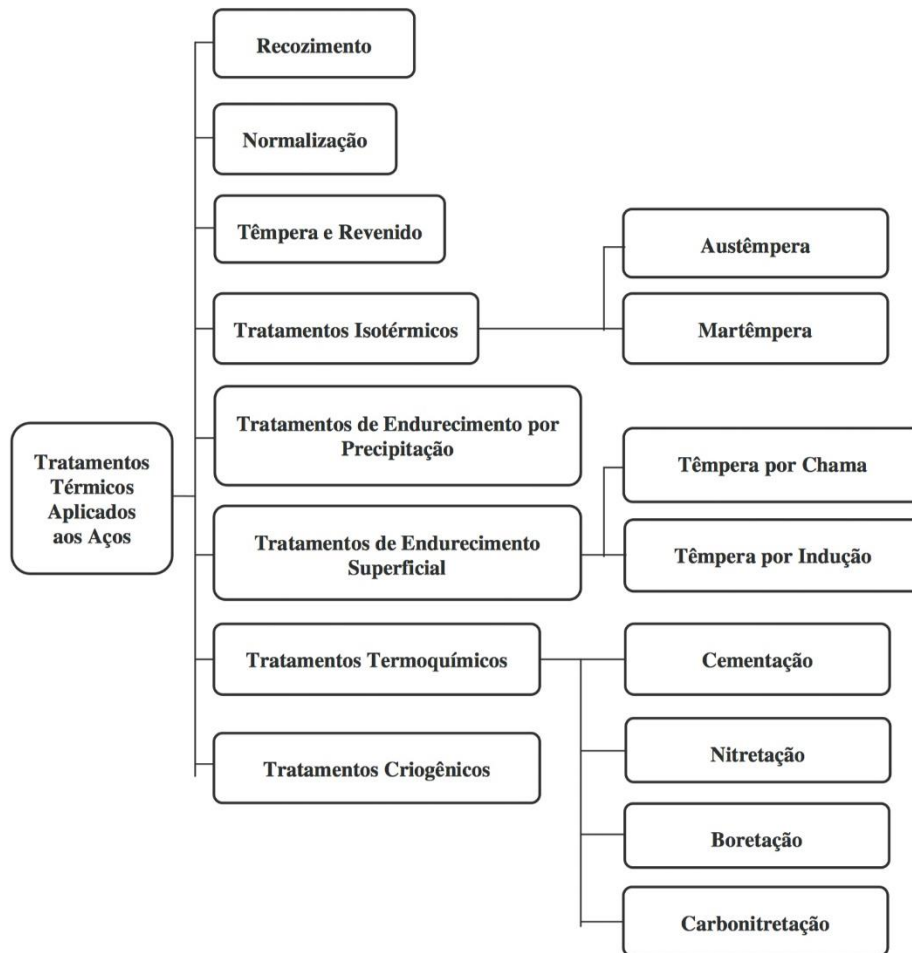 Recozimento
Normalização
Têmpera e Revenido
Tratamentos Isotérmicos
Austêmpera
Martêmpera
Tratamentos de Endurecimento por
Precipitação
Tratamentos
Térmicos
Aplicados
aos Aços
Tratamentos de Endurecimento
Superficial
Têmpera por Chama
Têmpera por Indução
Tratamentos Termoquímicos
Cementação
Nitretação
Boretação
Carbonitretação
Tratamentos Criogênicos